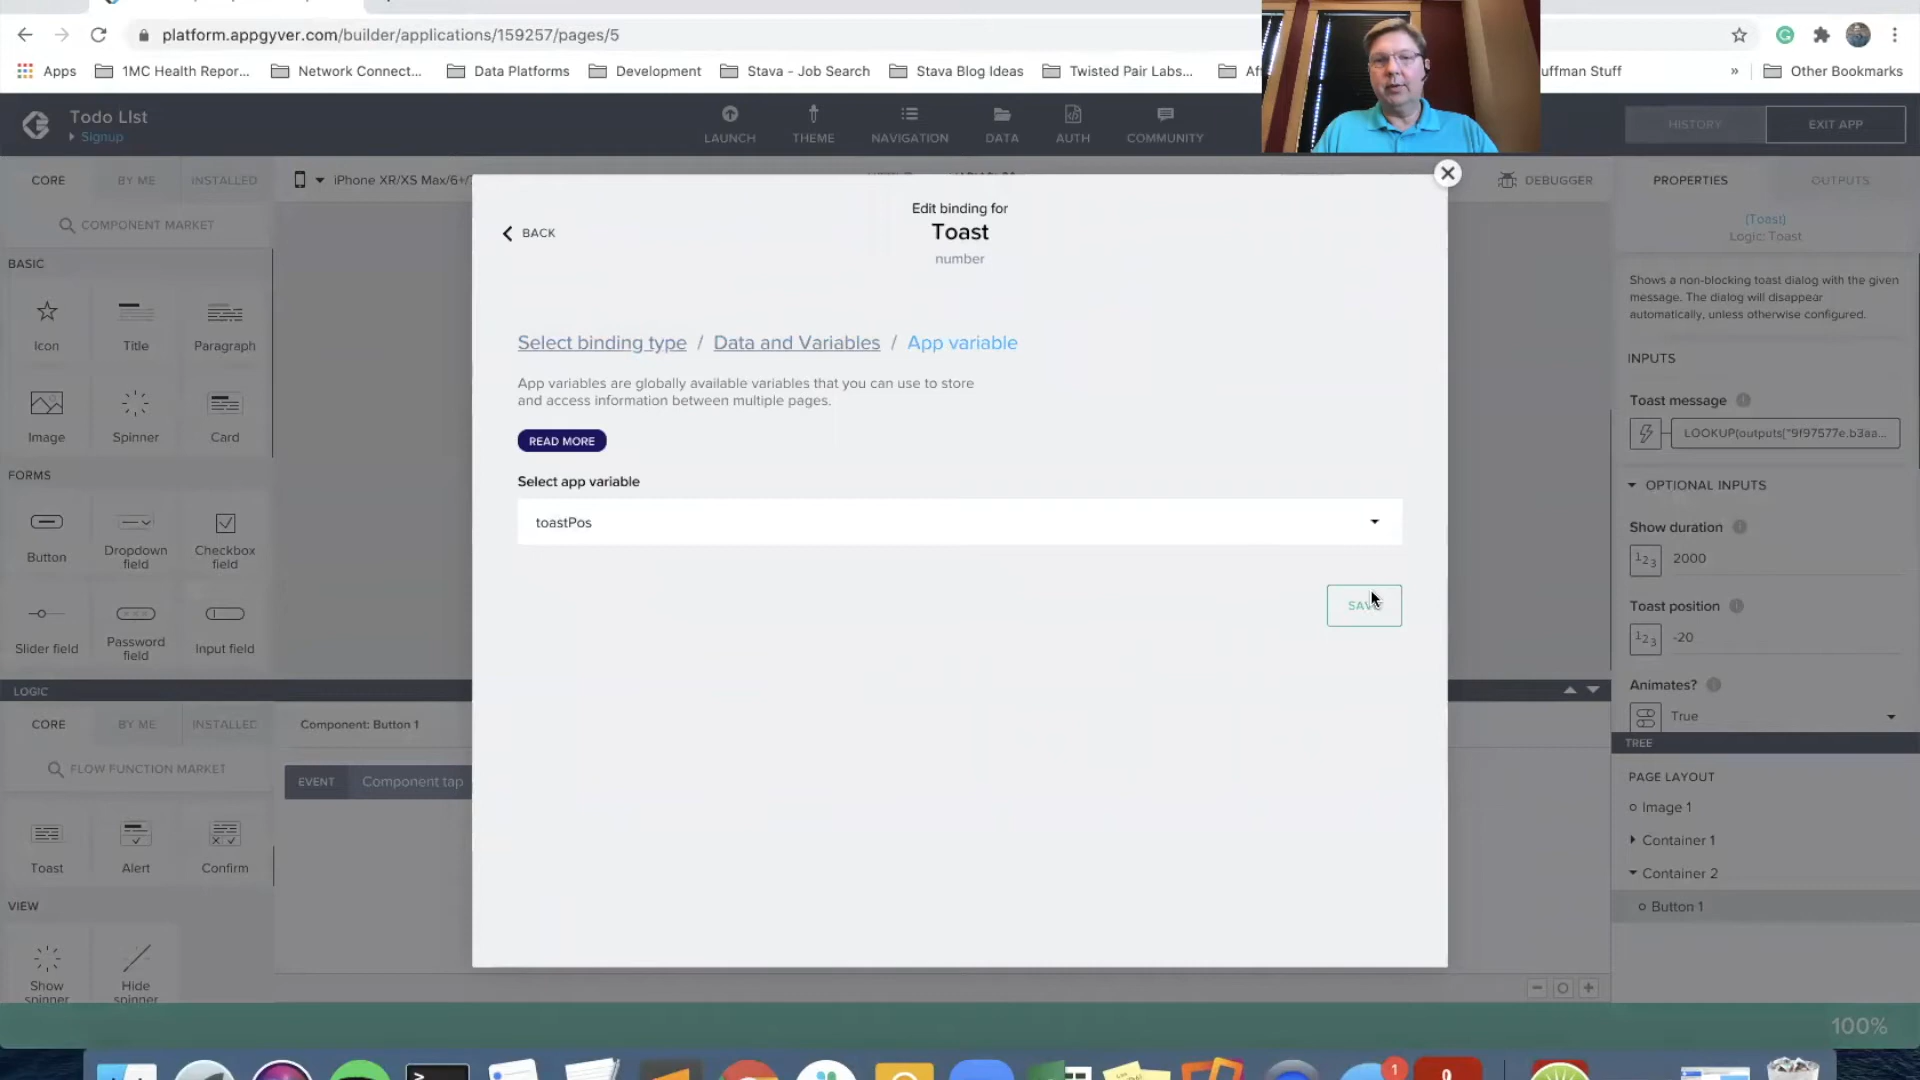 platform.appgyver.com/builder/applications/159257/pages/5
Apps
1MC Health Repor...
Network Connect...
Data Platforms
Development
Stava - Job Search
Stava Blog Ideas
Twisted Pair Labs...
uffman Stuff
»
Other Bookmarks
Todo LIst
Signup
LAUNCH
THEME
NAVIGATION
DATA
AUTH
COMMUNITY
HISTORY
EXIT APP
CORE
BY ME
INSTALLED
iPhone XR/XS Max/6+/
DEBUGGER
PROPERTIES
OUTPUTS
COMPONENT MARKET
BASIC
Icon
Title
Paragraph
Image
Spinner
Card
FORMS
Button
Dropdown field
Checkbox field
Slider field
Password field
Input field
BACK
Edit binding for
Toast
number
Select binding type / Data and Variables / App variable
App variables are globally available variables that you can use to store
and access information between multiple pages.
READ MORE
Select app variable
toastPos
(Toast)
Logic: Toast
Shows a non-blocking toast dialog with the given
message. The dialog will disappear
automatically, unless otherwise configured.
INPUTS
Toast message
LOOKUP(outputs["9f97577e.b3aa...
OPTIONAL INPUTS
Show duration
123
2000
Toast position
123
-20
Animates?
True
LOGIC
CORE
BY ME
INSTALLED
Component: Button 1
FLOW FUNCTION MARKET
EVENT
Component tap
Toast
Alert
Confirm
VIEW
Show spinner
Hide spinner
TREE
PAGE LAYOUT
Image 1
Container 1
Container 2
Button 1
100%
1